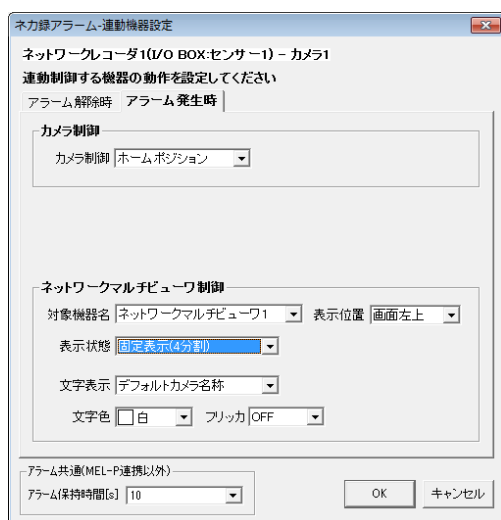 ネカ録アラーム-連動機器設定
ネットワークレコーダ1(I/O BOX:センサー1) - カメラ1
連動制御する機器の動作を設定してください
アラーム解除時 アラーム発生時
カメラ制御
カメラ制御 ホームポジション
ネットワークマルチビューワ制御
対象機器名 ネットワークマルチビューワ1 表示位置 画面左上
表示状態 固定表示(4分割)
文字表示 デフォルトカメラ名称
文字色 白 フリッカ OFF
アラーム共通(MEL-P連携以外)
アラーム保持時間[s] 10
OK キャンセル